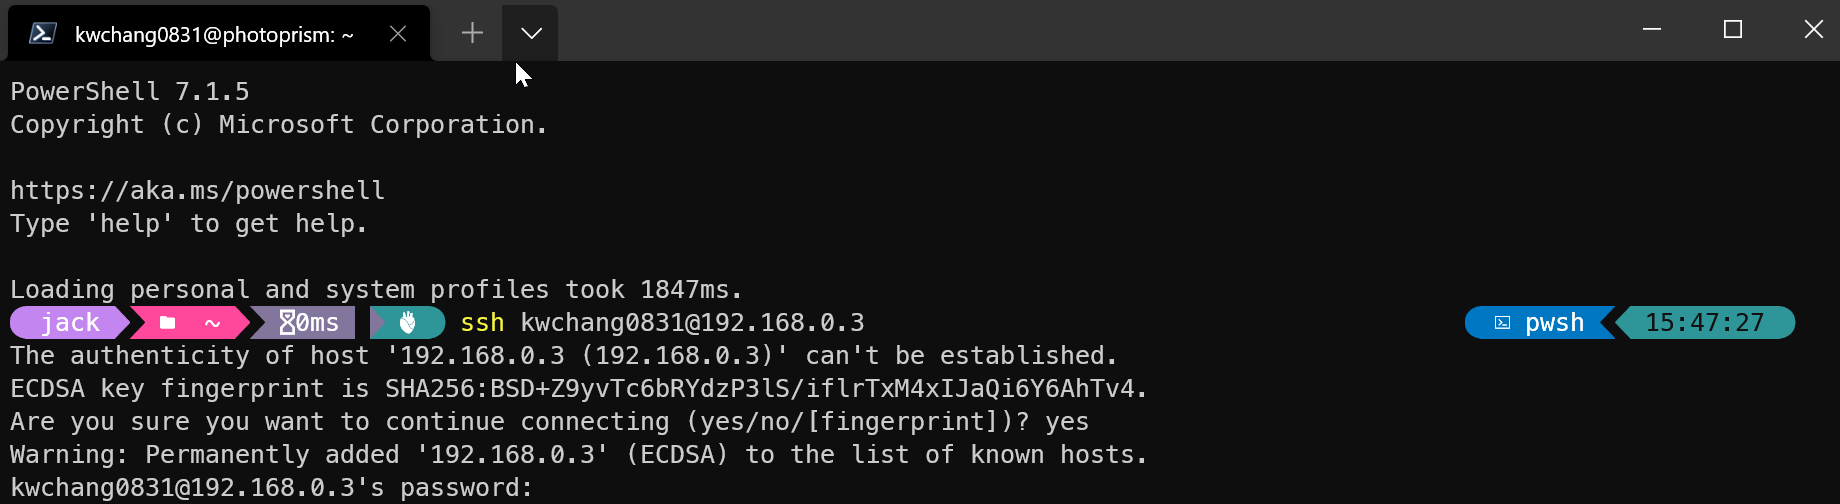 kwchang0831@photoprism: ~
PowerShell 7.1.5
Copyright (c) Microsoft Corporation.
https://aka.ms/powershell
Type 'help' to get help.
Loading personal and system profiles took 1847ms.
jack ~ 0ms ssh kwchang0831@192.168.0.3 pwsh 15:47:27
The authenticity of host '192.168.0.3 (192.168.0.3)' can't be established.
ECDSA key fingerprint is SHA256:BSD+Z9yvTc6bRYdzP3lS/iflrTxM4xIJaQi6Y6AhTv4.
Are you sure you want to continue connecting (yes/no/[fingerprint])? yes
Warning: Permanently added '192.168.0.3' (ECDSA) to the list of known hosts.
kwchang0831@192.168.0.3's password: